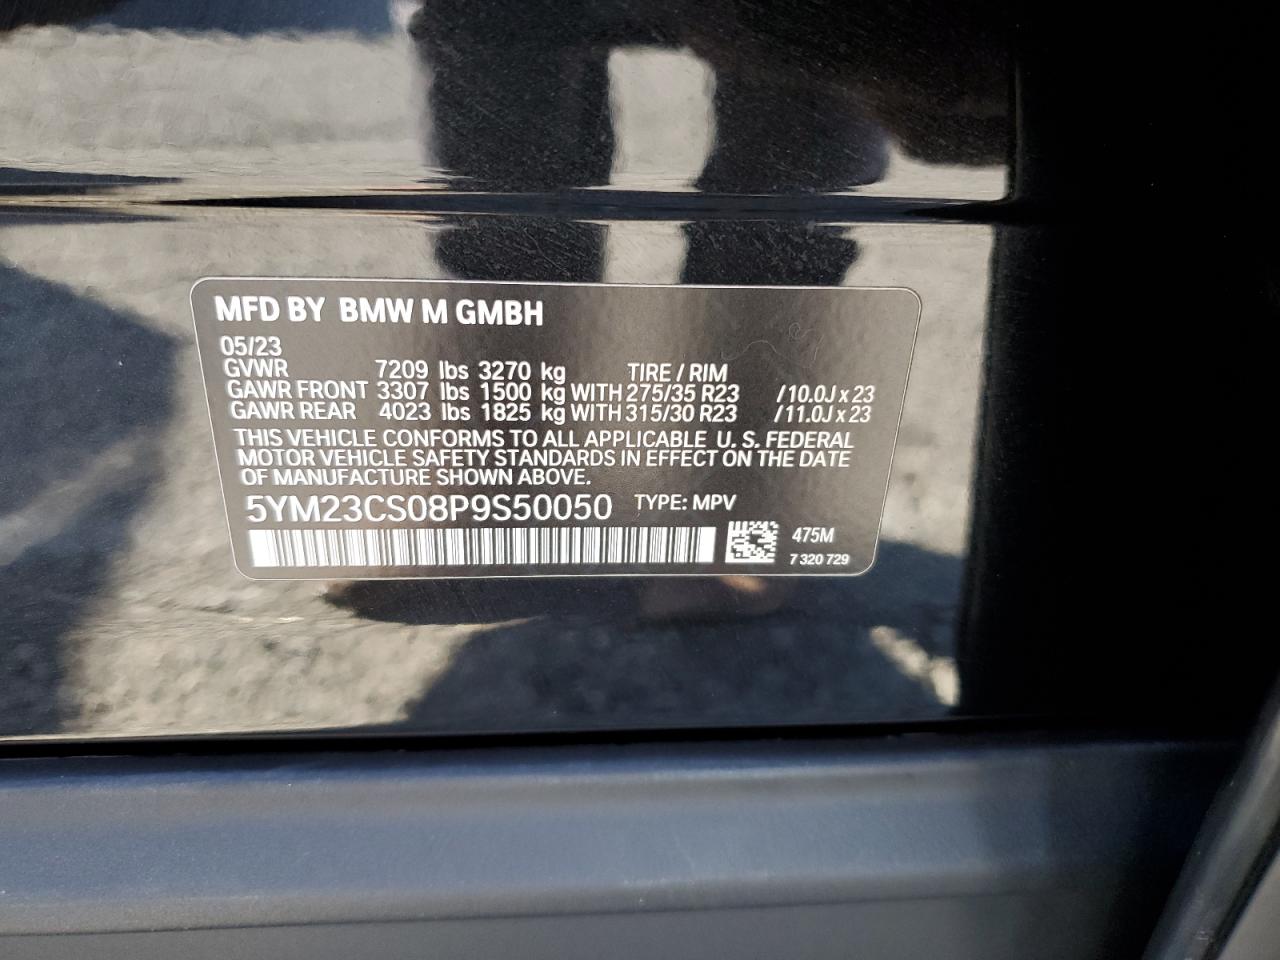 MFD BY BMW M GMBH
05/23
GVWR 7209 lbs 3270 kg TIRE / RIM
GAWR FRONT 3307 lbs 1500 kg WITH 275/35 R23 / 10.0J x 23
GAWR REAR 4023 lbs 1825 kg WITH 315/30 R23 / 11.0J x 23
THIS VEHICLE CONFORMS TO ALL APPLICABLE U. S. FEDERAL
MOTOR VEHICLE SAFETY STANDARDS IN EFFECT ON THE DATE
OF MANUFACTURE SHOWN ABOVE.
5YM23CS08P9S50050 TYPE: MPV
475M
7 320 729